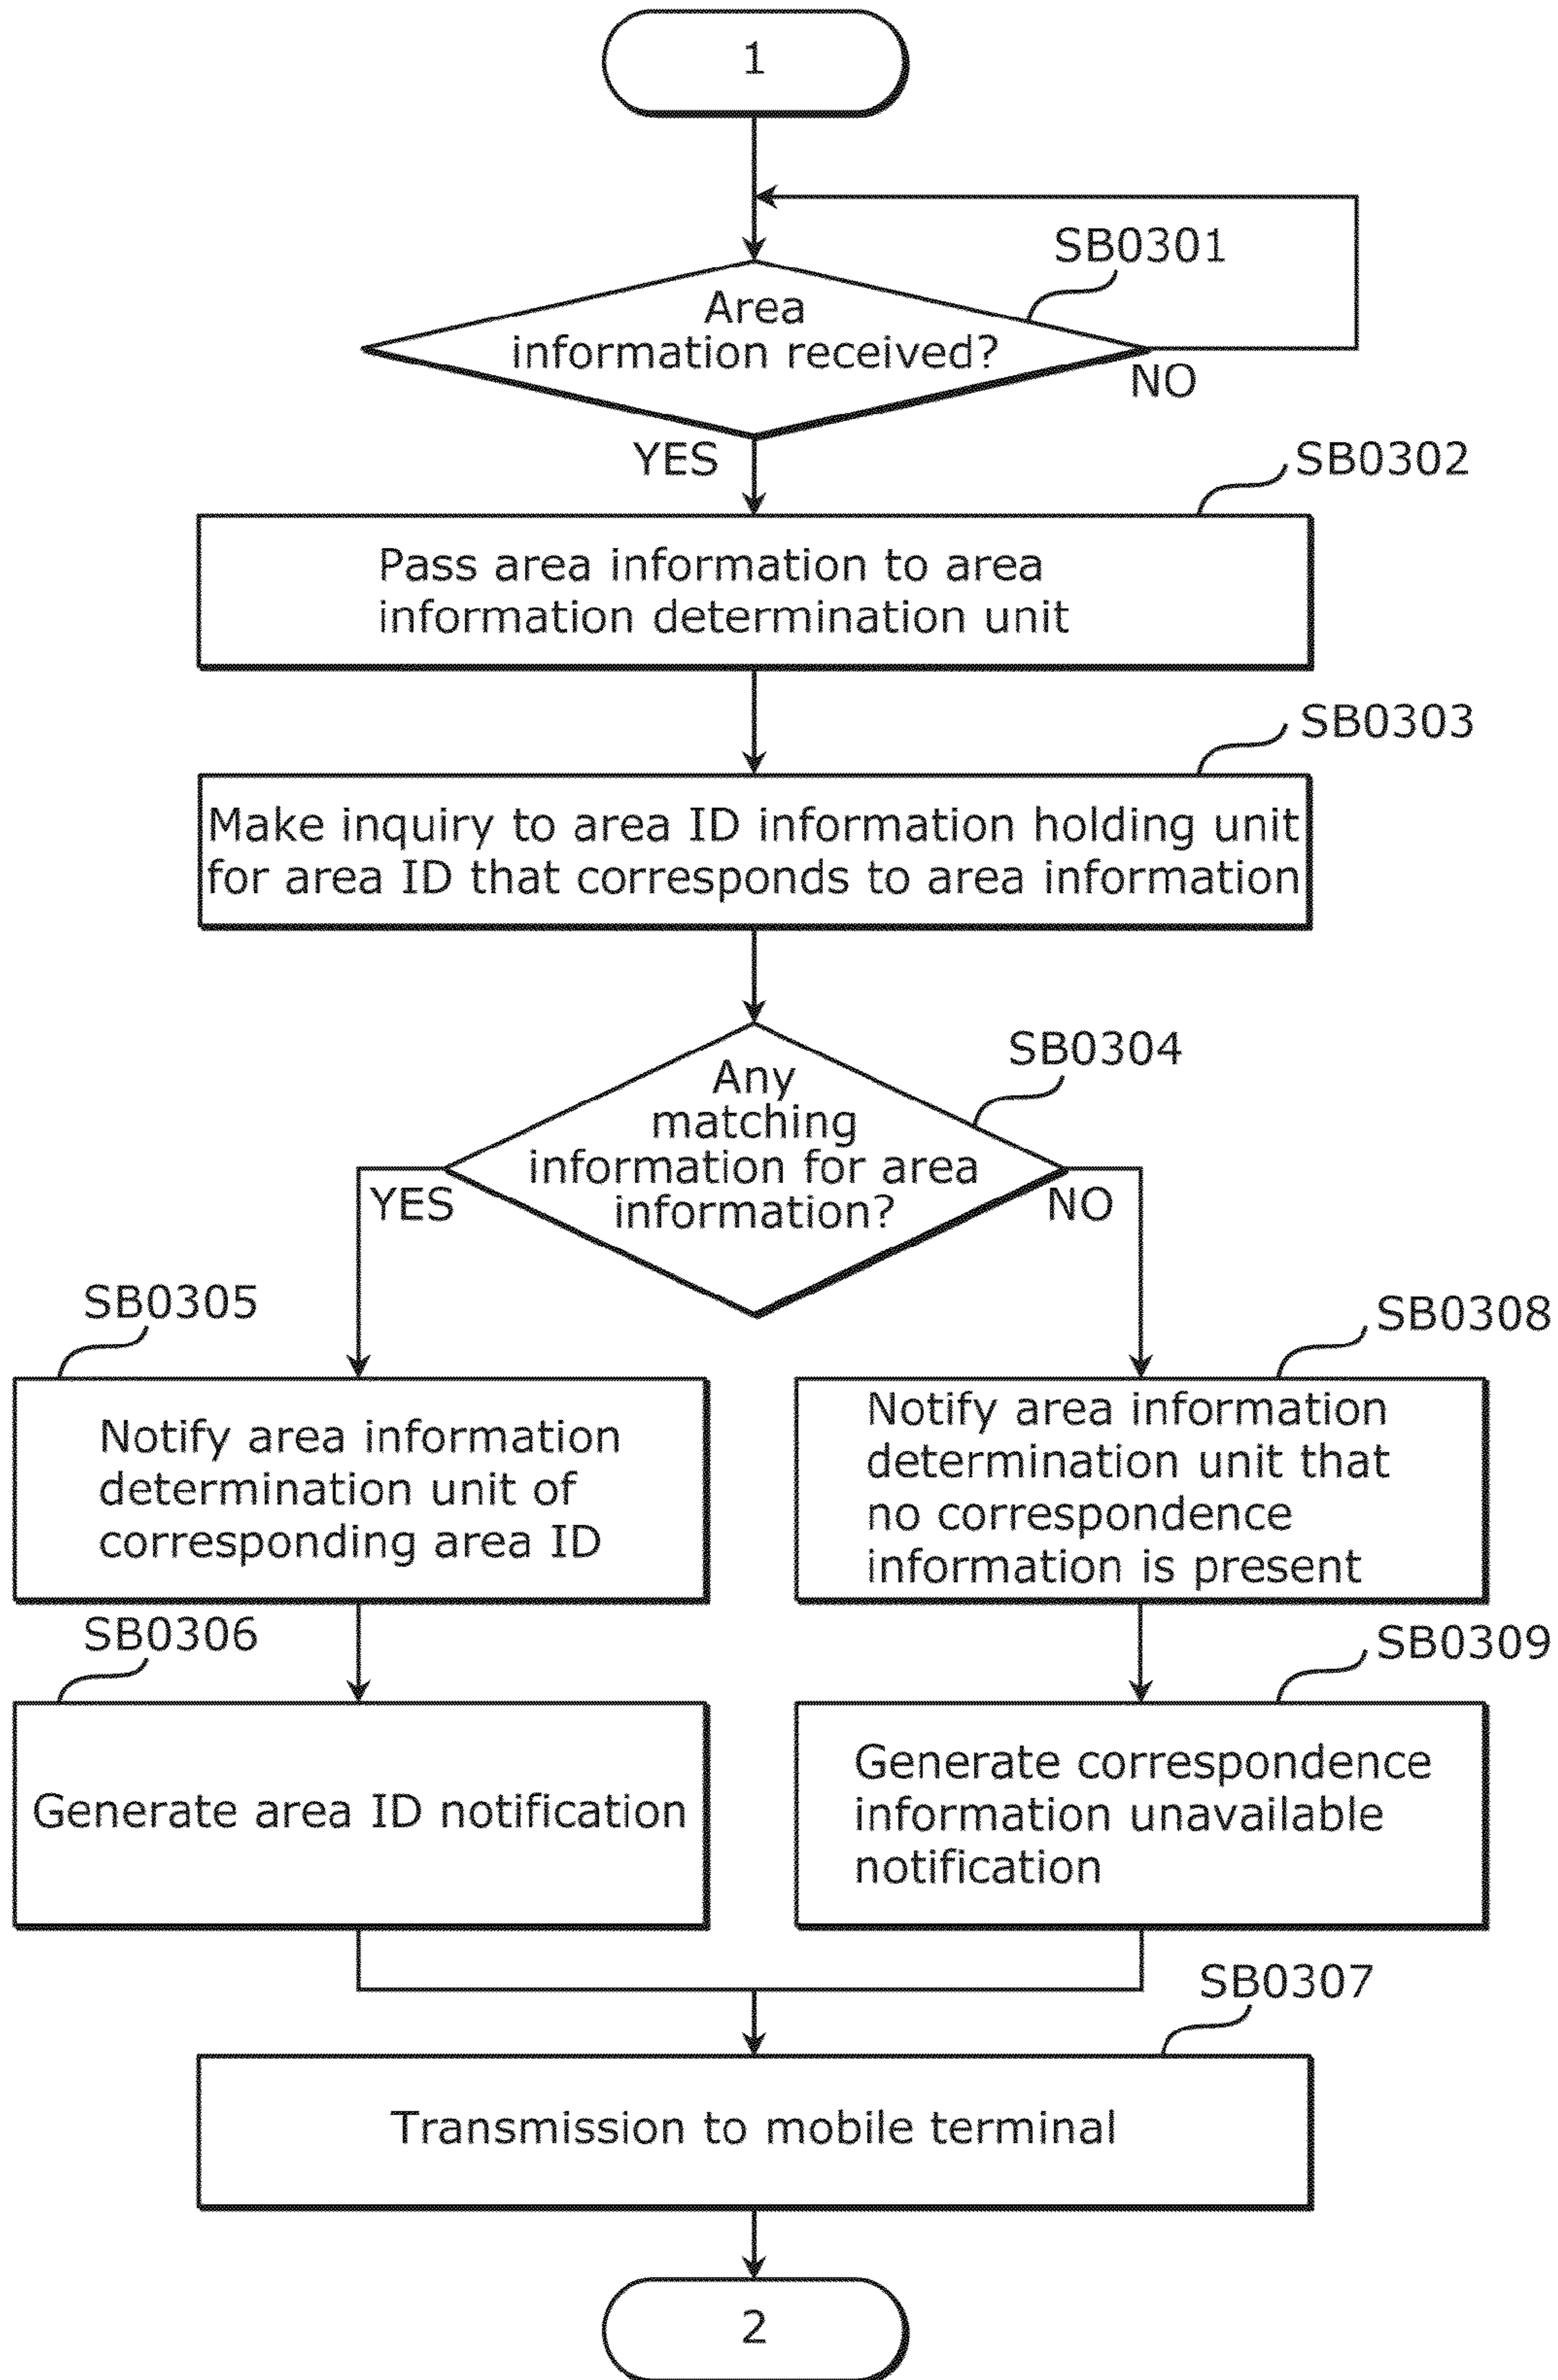 1
SB0301
Area
information received?
NO
YES
SB0302
Pass area information to area
information determination unit
SB0303
Make inquiry to area ID information holding unit
for area ID that corresponds to area information
SB0304
Any
matching
information for area
information?
YES
NO
SB0305
Notify area information
determination unit of
corresponding area ID
SB0308
Notify area information
determination unit that
no correspondence
information is present
SB0306
Generate area ID notification
SB0309
Generate correspondence
information unavailable
notification
SB0307
Transmission to mobile terminal
2